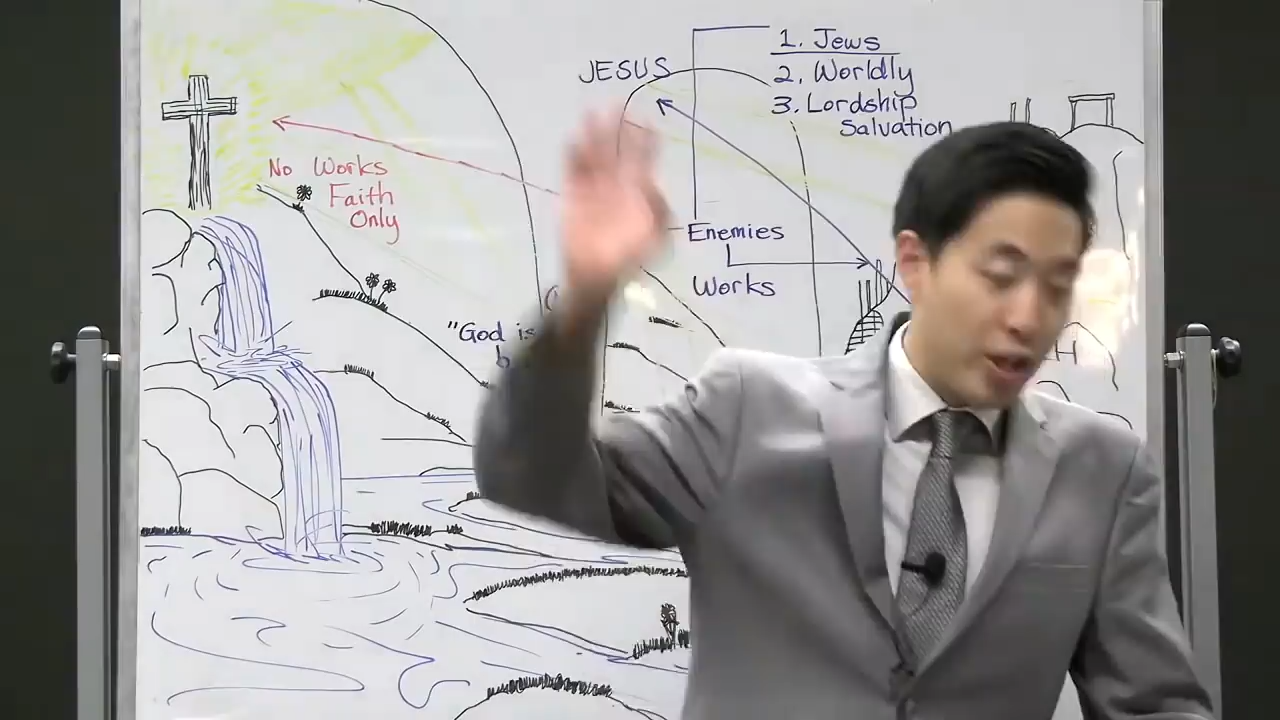 JESUS
1. Jews
2. Worldly
3. Lordship
Salvation
No Works
Faith
Only
Enemies
Works
"God is
b
H